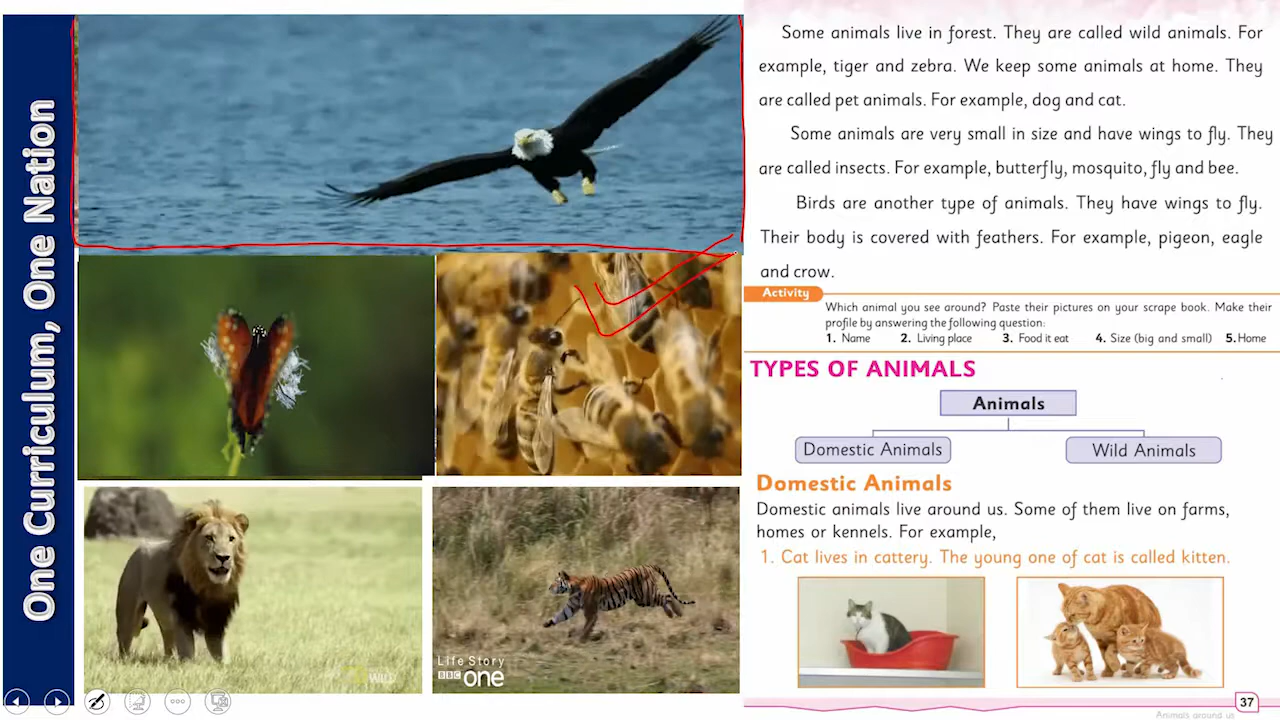 One Curriculum, One Nation
WILD
Life Story
BBC one
Some animals live in forest. They are called wild animals. For
example, tiger and zebra. We keep some animals at home. They
are called pet animals. For example, dog and cat.
Some animals are very small in size and have wings to fly. They
are called insects. For example, butterfly, mosquito, fly and bee.
Birds are another type of animals. They have wings to fly.
Their body is covered with feathers. For example, pigeon, eagle
and crow.
Activity
Which animal you see around? Paste their pictures on your scrape book. Make their
profile by answering the following question:
1. Name 2. Living place 3. Food it eat 4. Size (big and small) 5. Home
TYPES OF ANIMALS
Animals
Domestic Animals Wild Animals
Domestic Animals
Domestic animals live around us. Some of them live on farms,
homes or kennels. For example,
1. Cat lives in cattery. The young one of cat is called kitten.
37
Animals around us